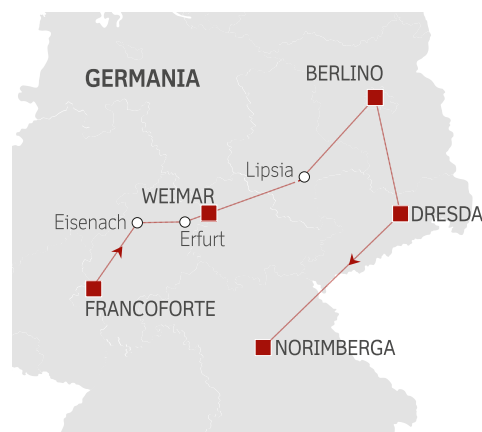 BERLINO
GERMANIA
Lipsia
WEIMAR
Eisenach
DRESDA
Erfurt
FRANCOFORTE
NORIMBERGA